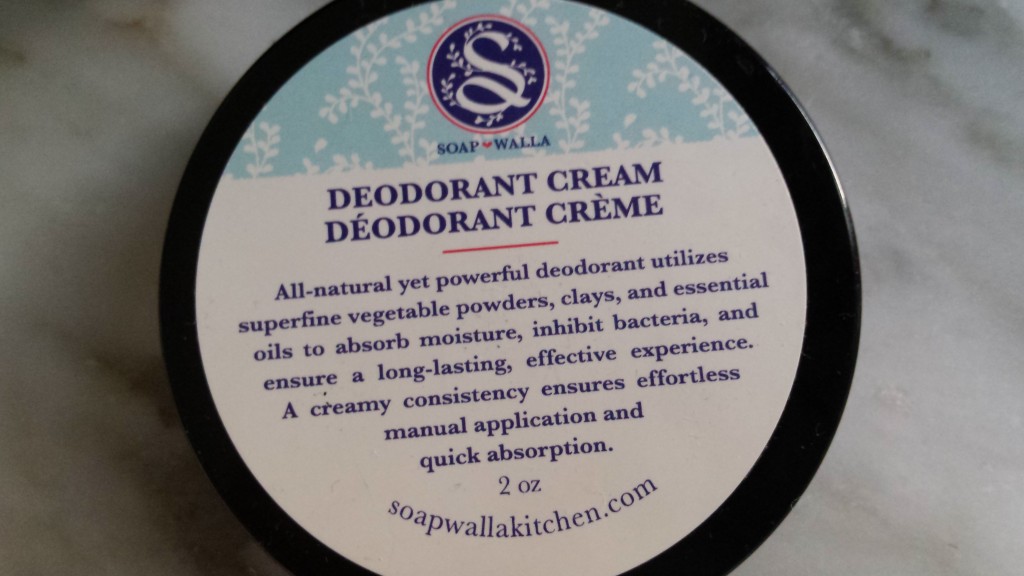 S
SOAP WALLA
DEODORANT CREAM
DÉODORANT CRÈME
All-natural yet powerful deodorant utilizes
superfine vegetable powders, clays, and essential
oils to absorb moisture, inhibit bacteria, and
ensure a long-lasting, effective experience.
A creamy consistency ensures effortless
manual application and
quick absorption.
2 oz
soapwallakitchen.com